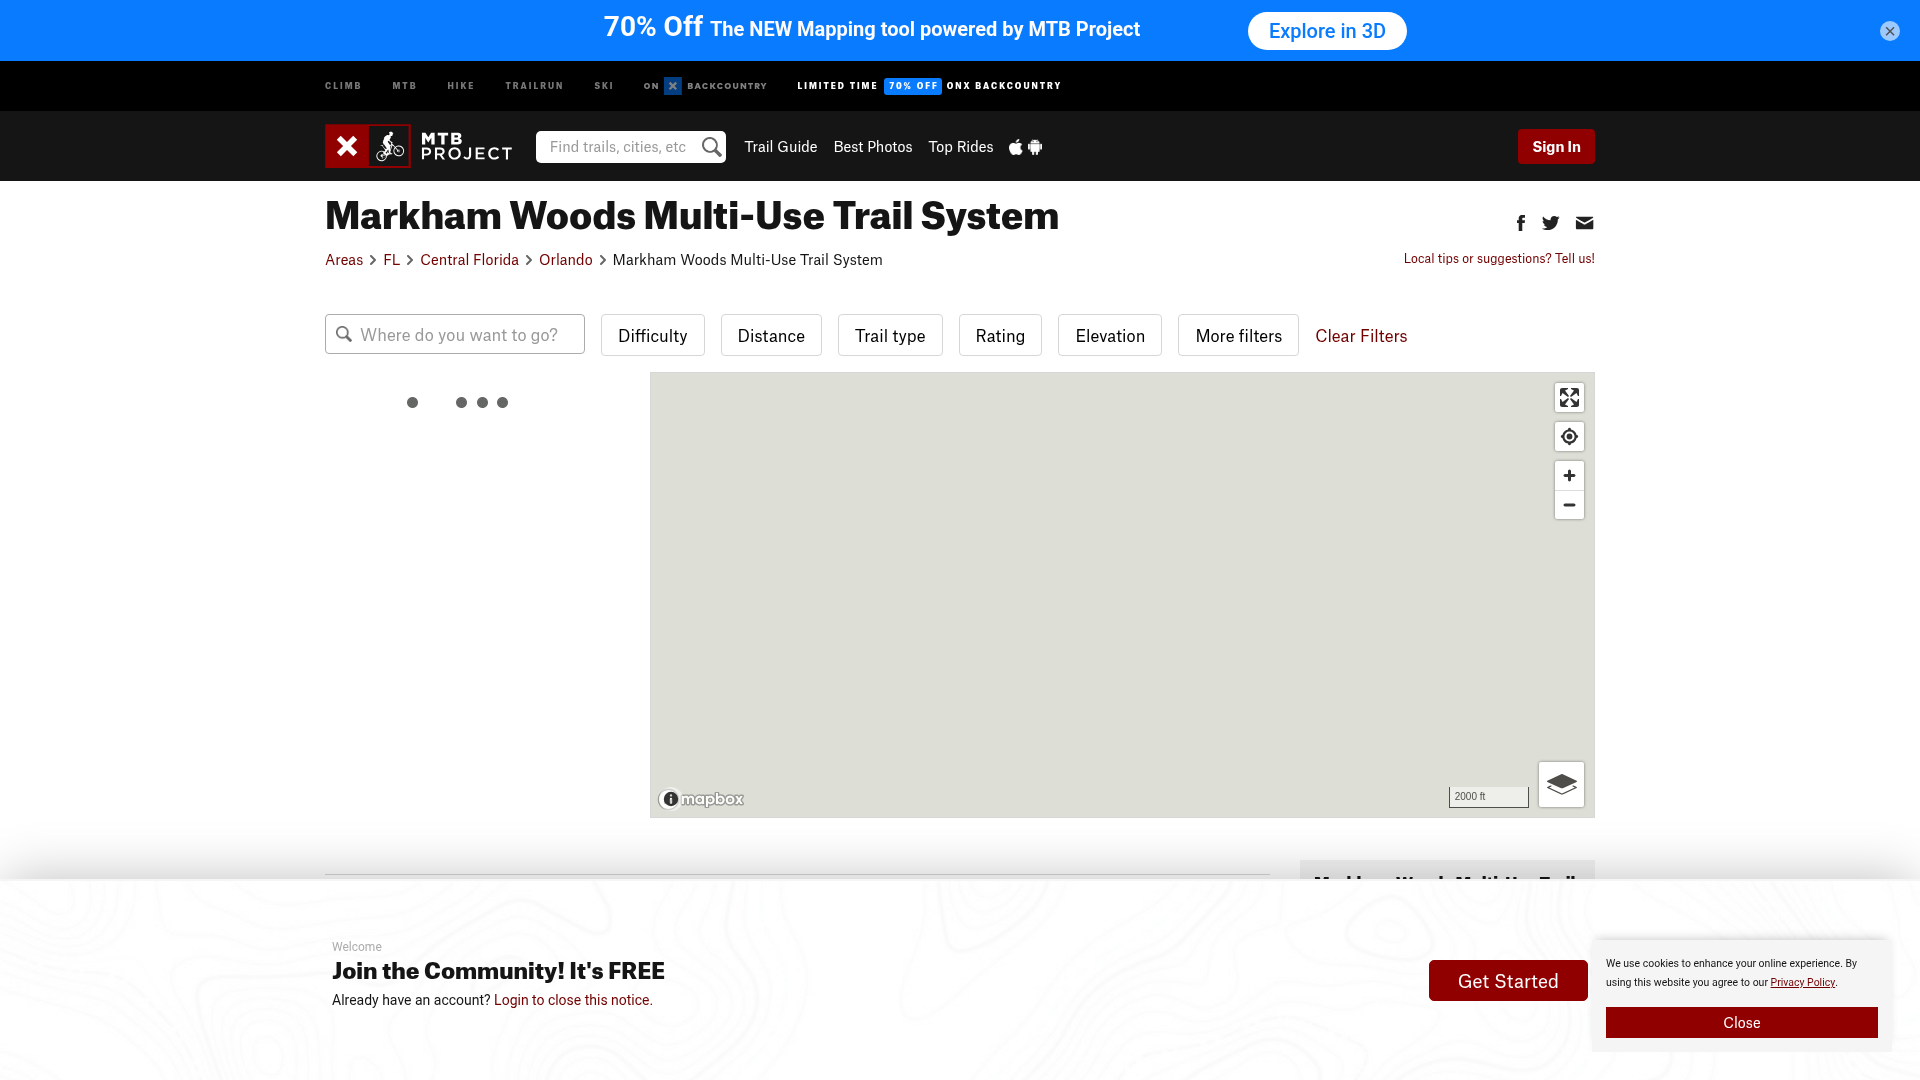 70% Off The NEW Mapping tool powered by MTB Project
Explore in 3D
CLIMB
MTB
HIKE
TRAILRUN
SKI
ON X BACKCOUNTRY
LIMITED TIME 70% OFF ONX BACKCOUNTRY
MTB
PROJECT
Find trails, cities, etc
Trail Guide
Best Photos
Top Rides
Sign In
Markham Woods Multi-Use Trail System
Areas > FL > Central Florida > Orlando > Markham Woods Multi-Use Trail System
Local tips or suggestions? Tell us!
Where do you want to go?
Difficulty
Distance
Trail type
Rating
Elevation
More filters
Clear Filters
mapbox
2000 ft
Markham Woods Multi-Use Trail
Welcome
Join the Community! It's FREE
Already have an account? Login to close this notice.
Get Started
We use cookies to enhance your online experience. By
using this website you agree to our Privacy Policy.
Close